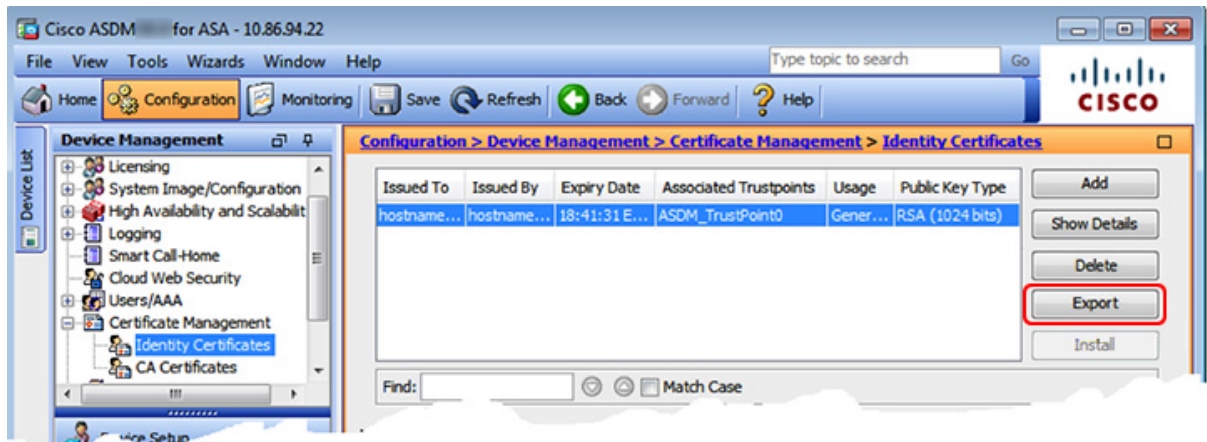 Cisco ASDM for ASA - 10.86.94.22
File View Tools Wizards Window Help
Type topic to search Go
Home Configuration Monitoring Save Refresh Back Forward Help
CISCO
Device List
Device Management
Licensing
System Image/Configuration
High Availability and Scalabilit
Logging
Smart Call-Home
Cloud Web Security
Users/AAA
Certificate Management
Identity Certificates
CA Certificates
Device Setup
Configuration > Device Management > Certificate Management > Identity Certificates
Issued To Issued By Expiry Date Associated Trustpoints Usage Public Key Type
hostname... hostname... 18:41:31 E... ASDM_TrustPoint0 Gener... RSA (1024 bits)
Add
Show Details
Delete
Export
Install
Find: Match Case